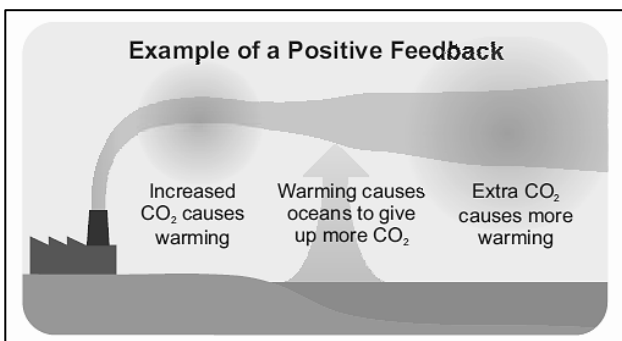 Example of a Positive Feedback
Increased
CO₂ causes
warming
Warming causes
oceans to give
up more CO₂
Extra CO₂
causes more
warming